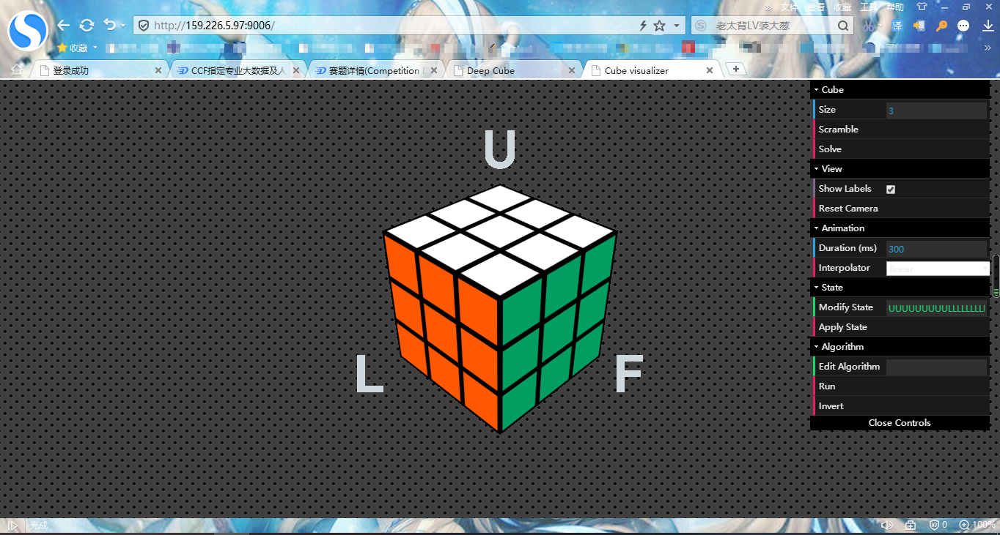 文件 查看 收藏 工具 帮助
http://159.226.5.97:9006/
老太背LV装大葱
译
收藏
登录成功
CCF指定专业大数据及人
赛题详情(Competition
Deep Cube
Cube visualizer
Cube
Size 3
Scramble
Solve
View
Show Labels
Reset Camera
Animation
Duration (ms) 300
Interpolator linear
State
Modify State UUUUUUUUULLLLLLLL
Apply State
Algorithm
Edit Algorithm
Run
Invert
Close Controls
U
L
F
完成
0
100%